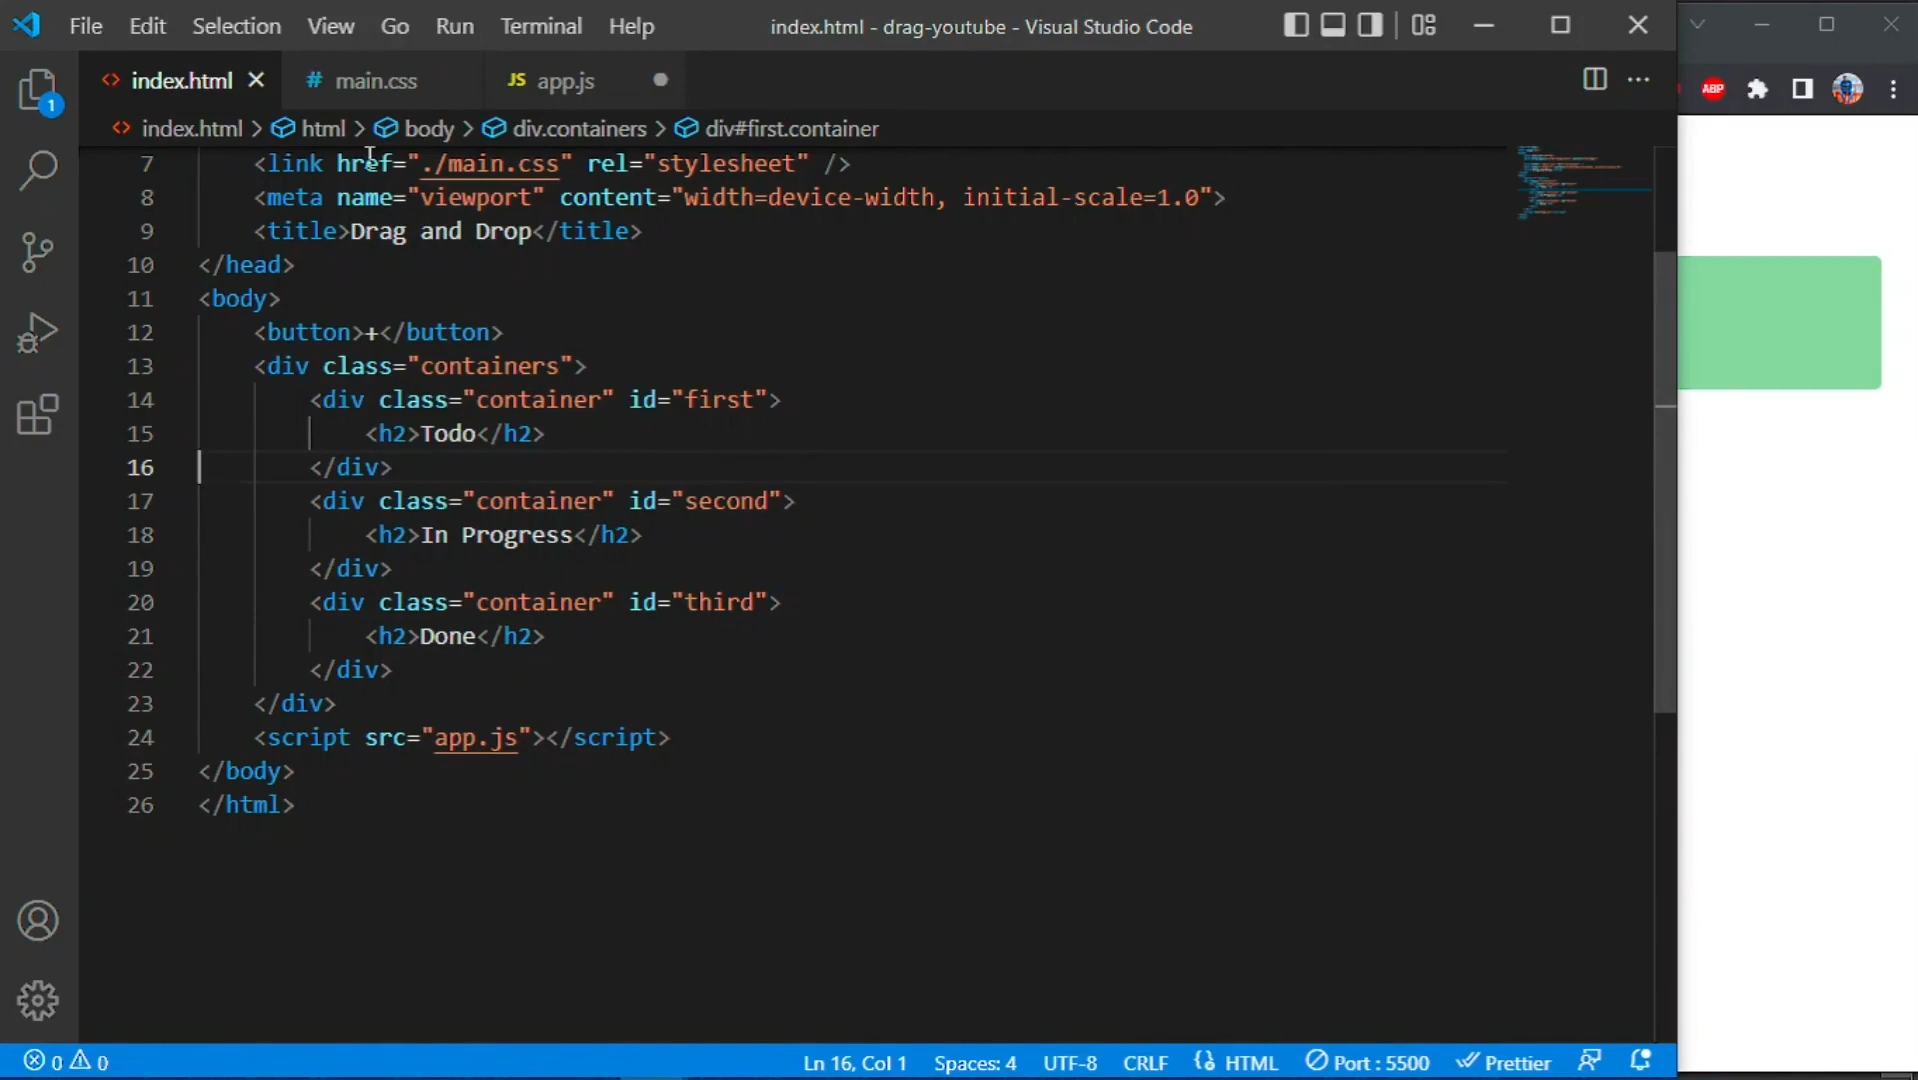 File Edit Selection View Go Run Terminal Help index.html - drag-youtube - Visual Studio Code
index.html # main.css JS app.js
ABP
1
index.html > html > body > div.containers > div#first.container
7 <link href="./main.css" rel="stylesheet" />
8 <meta name="viewport" content="width=device-width, initial-scale=1.0">
9 <title>Drag and Drop</title>
10 </head>
11 <body>
12 <button>+</button>
13 <div class="containers">
14 <div class="container" id="first">
15 <h2>Todo</h2>
16 </div>
17 <div class="container" id="second">
18 <h2>In Progress</h2>
19 </div>
20 <div class="container" id="third">
21 <h2>Done</h2>
22 </div>
23 </div>
24 <script src="app.js"></script>
25 </body>
26 </html>
0 0 Ln 16, Col 1 Spaces: 4 UTF-8 CRLF HTML Port : 5500 Prettier